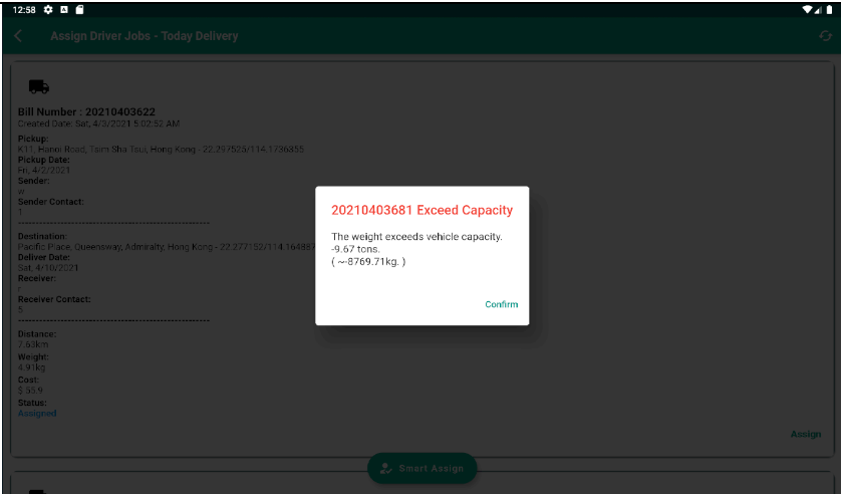 12:58
Assign Driver Jobs - Today Delivery
Bill Number : 20210403622
Created Date: Sat, 4/3/2021 5:02:52 AM
Pickup:
K11, Hanoi Road, Tsim Sha Tsui, Hong Kong - 22.297523/114.1736355
Pickup Date:
Fri, 4/2/2021
Sender:
w
Sender Contact:
1
Destination:
Pacific Place, Queensway, Admiralty, Hong Kong - 22.277152/114.16488
Deliver Date:
Sat, 4/10/2021
Receiver:
r
Receiver Contact:
5
Distance:
7.63km
Weight:
4.91kg
Cost:
$ 55.9
Status:
Assigned
Assign
Smart Assign
20210403681 Exceed Capacity
The weight exceeds vehicle capacity.
-9.67 tons.
( ~-8769.71kg. )
Confirm